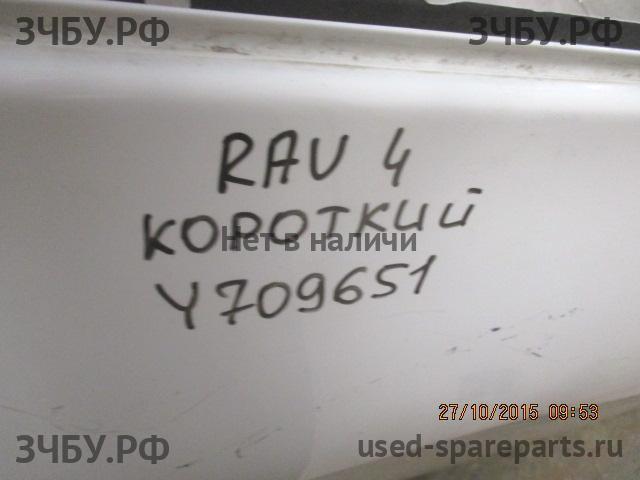 ЗЧБУ.РФ ЗЧБУ.РФ
RAV 4
КОРОТКИЙ
Нет в наличи
Y709651
27/10/2015 09:53
ЗЧБУ.РФ used-spareparts.ru